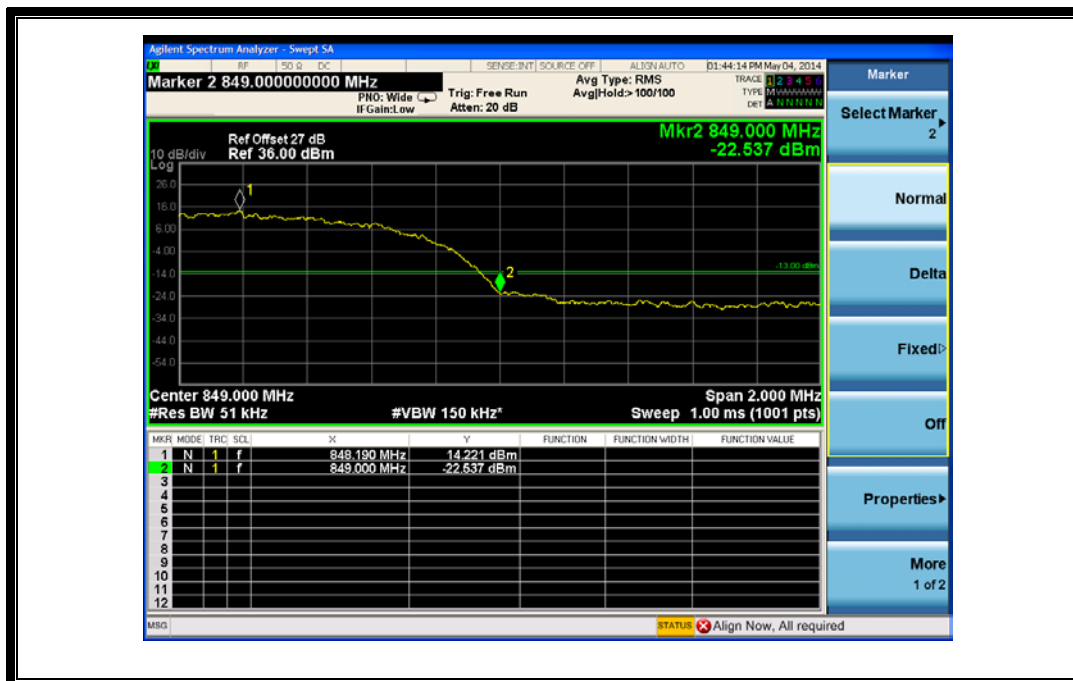 Agilent Spectrum Analyzer - Swept SA
RF 50 Ω DC SENSE:INT SOURCE OFF ALIGN AUTO 01:44:14 PM May 04, 2014
Marker 2 849.000000000 MHz
PNO: Wide
IFGain:Low
Trig: Free Run
Atten: 20 dB
Avg Type: RMS
Avg|Hold:>100/100
TRACE 1 2 3 4 5 6
TYPE M
DET A N N N N N
Ref Offset 27 dB
Ref 36.00 dBm
10 dB/div
Log
Mkr2 849.000 MHz
-22.537 dBm
26.0
16.0
6.00
-4.00
-14.0
-24.0
-34.0
-44.0
-54.0
1
2
-13.00 dBm
Center 849.000 MHz
Span 2.000 MHz
#Res BW 51 kHz
#VBW 150 kHz*
Sweep 1.00 ms (1001 pts)
MKR MODE TRC SCL X Y FUNCTION FUNCTION WIDTH FUNCTION VALUE
1 N 1 f 848.190 MHz 14.221 dBm
2 N 1 f 849.000 MHz -22.537 dBm
3
4
5
6
7
8
9
10
11
12
MSG
STATUS Align Now, All required
Marker
Select Marker
2
Normal
Delta
Fixed
Off
Properties
More
1 of 2